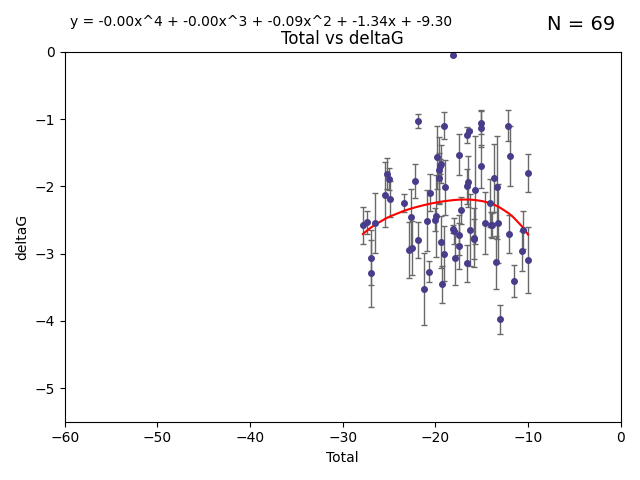 y = -0.00x^4 + -0.00x^3 + -0.09x^2 + -1.34x + -9.30
N = 69
Total vs deltaG
0
−1
−2
−3
−4
−5
deltaG
−60 −50 −40 −30 −20 −10 0
Total